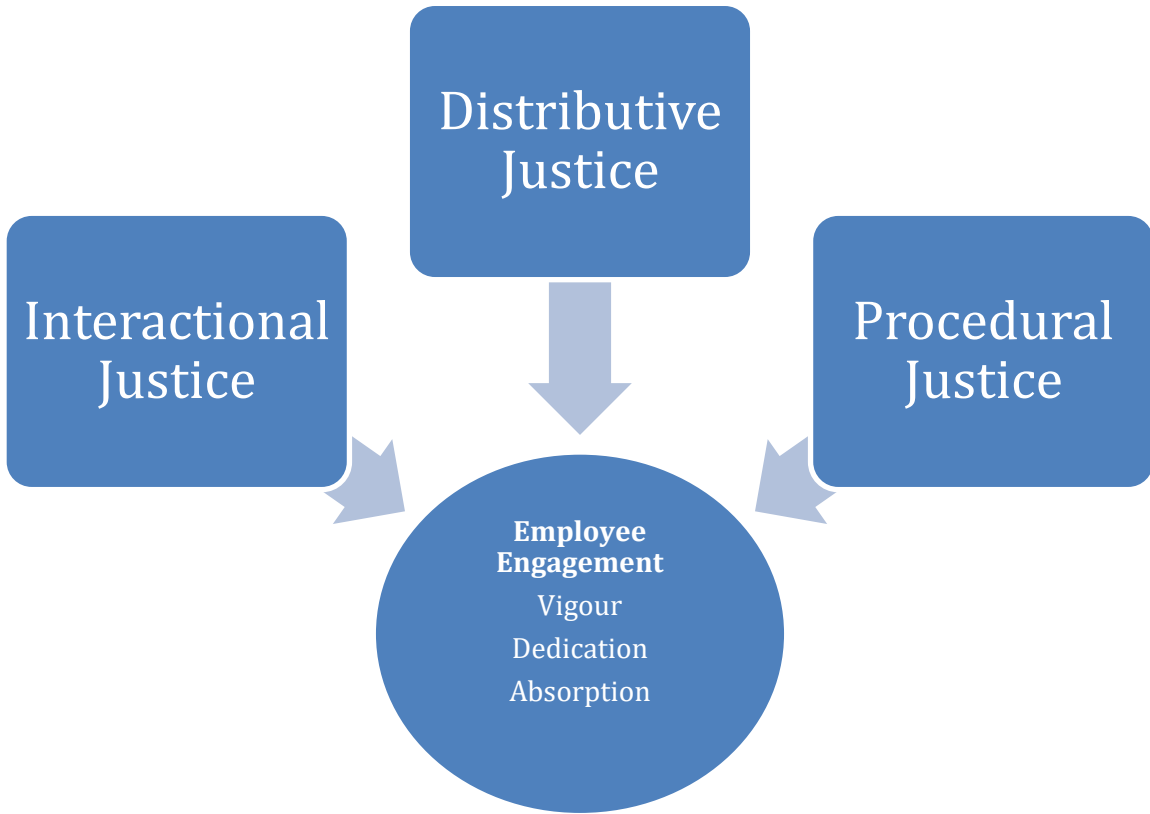 Distributive
Justice
Interactional
Justice
Procedural
Justice
Employee
Engagement
Vigour
Dedication
Absorption